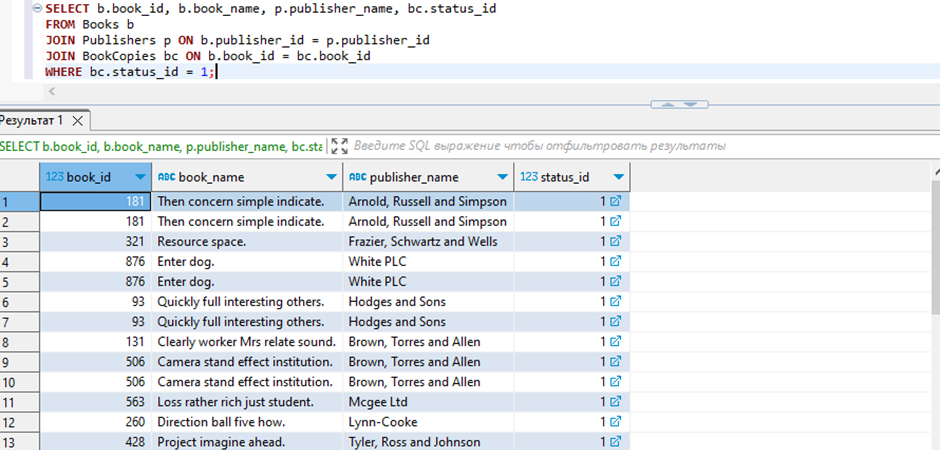 SELECT b.book_id, b.book_name, p.publisher_name, bc.status_id
FROM Books b
JOIN Publishers p ON b.publisher_id = p.publisher_id
JOIN BookCopies bc ON b.book_id = bc.book_id
WHERE bc.status_id = 1;
Результат 1
SELECT b.book_id, b.book_name, p.publisher_name, bc.sta Введите SQL выражение чтобы отфильтровать результаты
123 book_id ABC book_name ABC publisher_name 123 status_id
1 181 Then concern simple indicate. Arnold, Russell and Simpson 1
2 181 Then concern simple indicate. Arnold, Russell and Simpson 1
3 321 Resource space. Frazier, Schwartz and Wells 1
4 876 Enter dog. White PLC 1
5 876 Enter dog. White PLC 1
6 93 Quickly full interesting others. Hodges and Sons 1
7 93 Quickly full interesting others. Hodges and Sons 1
8 131 Clearly worker Mrs relate sound. Brown, Torres and Allen 1
9 506 Camera stand effect institution. Brown, Torres and Allen 1
10 506 Camera stand effect institution. Brown, Torres and Allen 1
11 563 Loss rather rich just student. Mcgee Ltd 1
12 260 Direction ball five how. Lynn-Cooke 1
13 428 Project imagine ahead. Tyler, Ross and Johnson 1